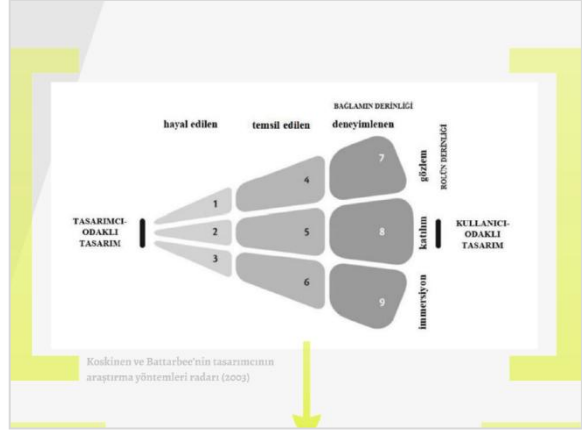 BAĞLAMIN DERİNLİĞİ
hayal edilen temsil edilen deneyimlenen
7
4
1
TASARIMCI-
ODAKLI
TASARIM
2
5
8
3
6
9
gözlem
katılım
immersiyon
ROLÜN DERİNLİĞİ
KULLANICI-
ODAKLI
TASARIM
Koskinen ve Battarbee'nin tasarımcının
araştırma yöntemleri radarı (2003)